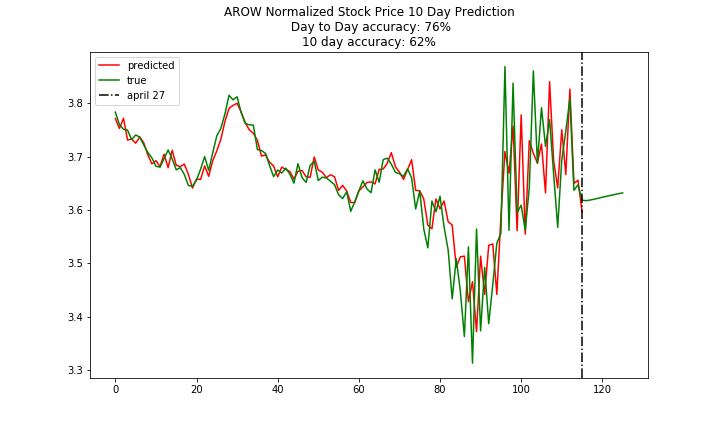 AROW Normalized Stock Price 10 Day Prediction
Day to Day accuracy: 76%
10 day accuracy: 62%
predicted
true
april 27
3.8
3.7
3.6
3.5
3.4
3.3
0 20 40 60 80 100 120